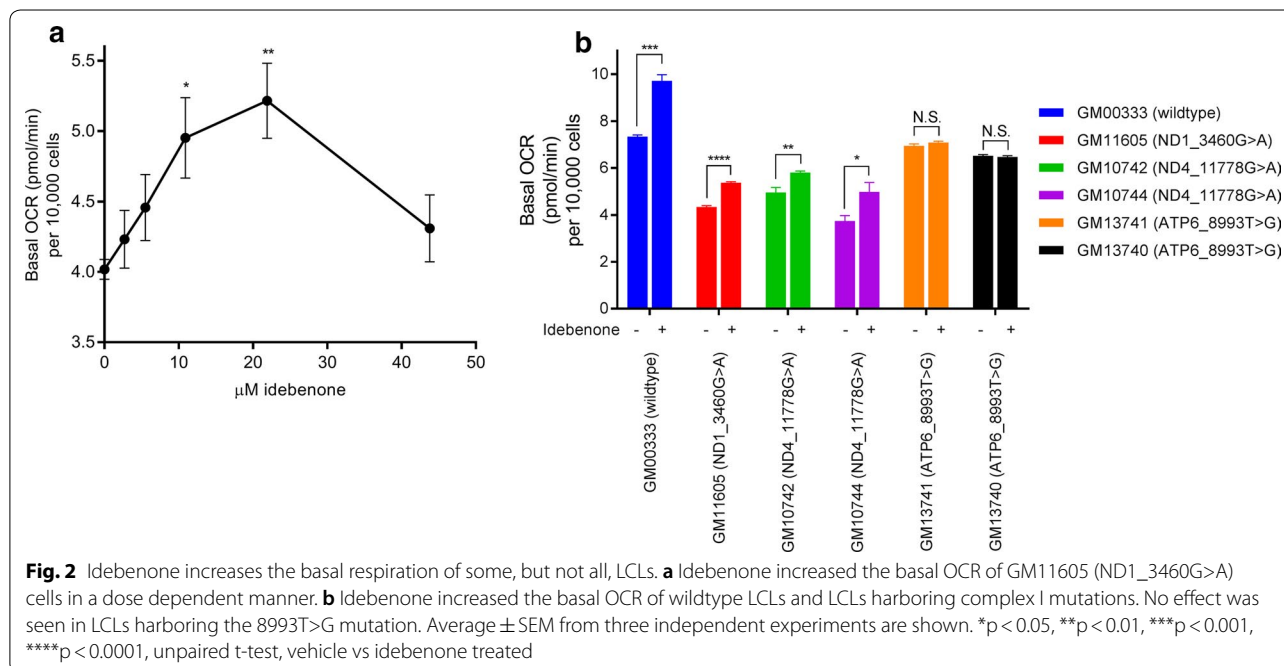 a
Basal OCR (pmol/min)
per 10,000 cells
5.5
5.0
4.5
4.0
3.5
*
**
0 10 20 30 40 50
μM idebenone
b
Basal OCR
(pmol/min)
per 10,000 cells
10
8
6
4
2
0
***
****
**
*
N.S.
N.S.
Idebenone - + - + - + - + - + - +
GM00333 (wildtype)
GM11605 (ND1_3460G>A)
GM10742 (ND4_11778G>A)
GM10744 (ND4_11778G>A)
GM13741 (ATP6_8993T>G)
GM13740 (ATP6_8993T>G)
GM00333 (wildtype)
GM11605 (ND1_3460G>A)
GM10742 (ND4_11778G>A)
GM10744 (ND4_11778G>A)
GM13741 (ATP6_8993T>G)
GM13740 (ATP6_8993T>G)
Fig. 2 Idebenone increases the basal respiration of some, but not all, LCLs. a Idebenone increased the basal OCR of GM11605 (ND1_3460G>A)
cells in a dose dependent manner. b Idebenone increased the basal OCR of wildtype LCLs and LCLs harboring complex I mutations. No effect was
seen in LCLs harboring the 8993T>G mutation. Average ± SEM from three independent experiments are shown. *p < 0.05, **p < 0.01, ***p < 0.001,
****p < 0.0001, unpaired t-test, vehicle vs idebenone treated